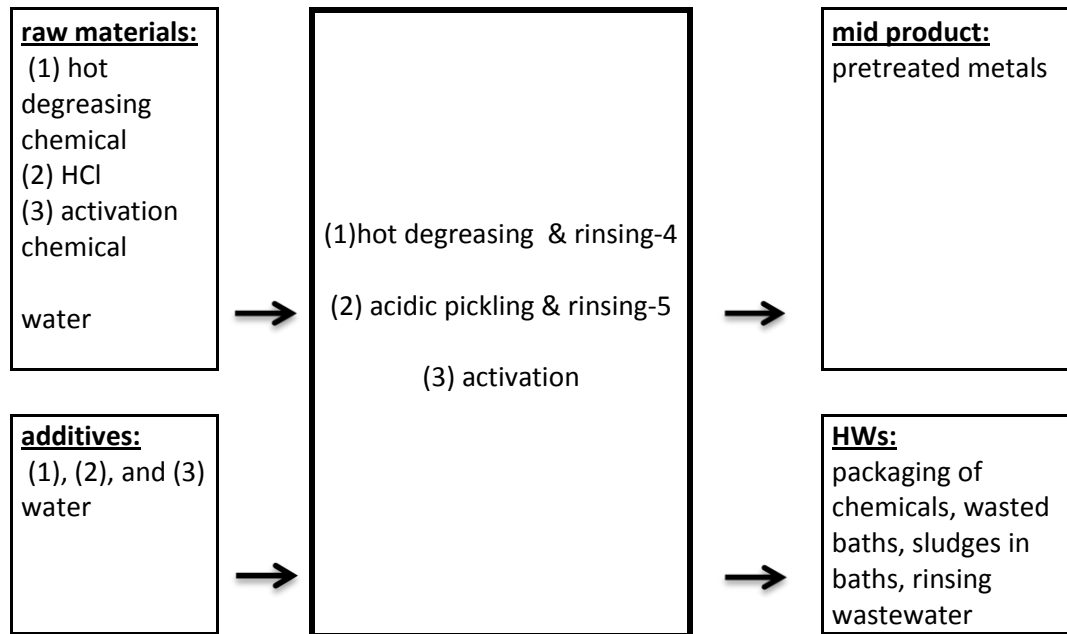 raw materials:
(1) hot
degreasing
chemical
(2) HCl
(3) activation
chemical
water
additives:
(1), (2), and (3)
water
(1)hot degreasing & rinsing-4
(2) acidic pickling & rinsing-5
(3) activation
mid product:
pretreated metals
HWs:
packaging of
chemicals, wasted
baths, sludges in
baths, rinsing
wastewater